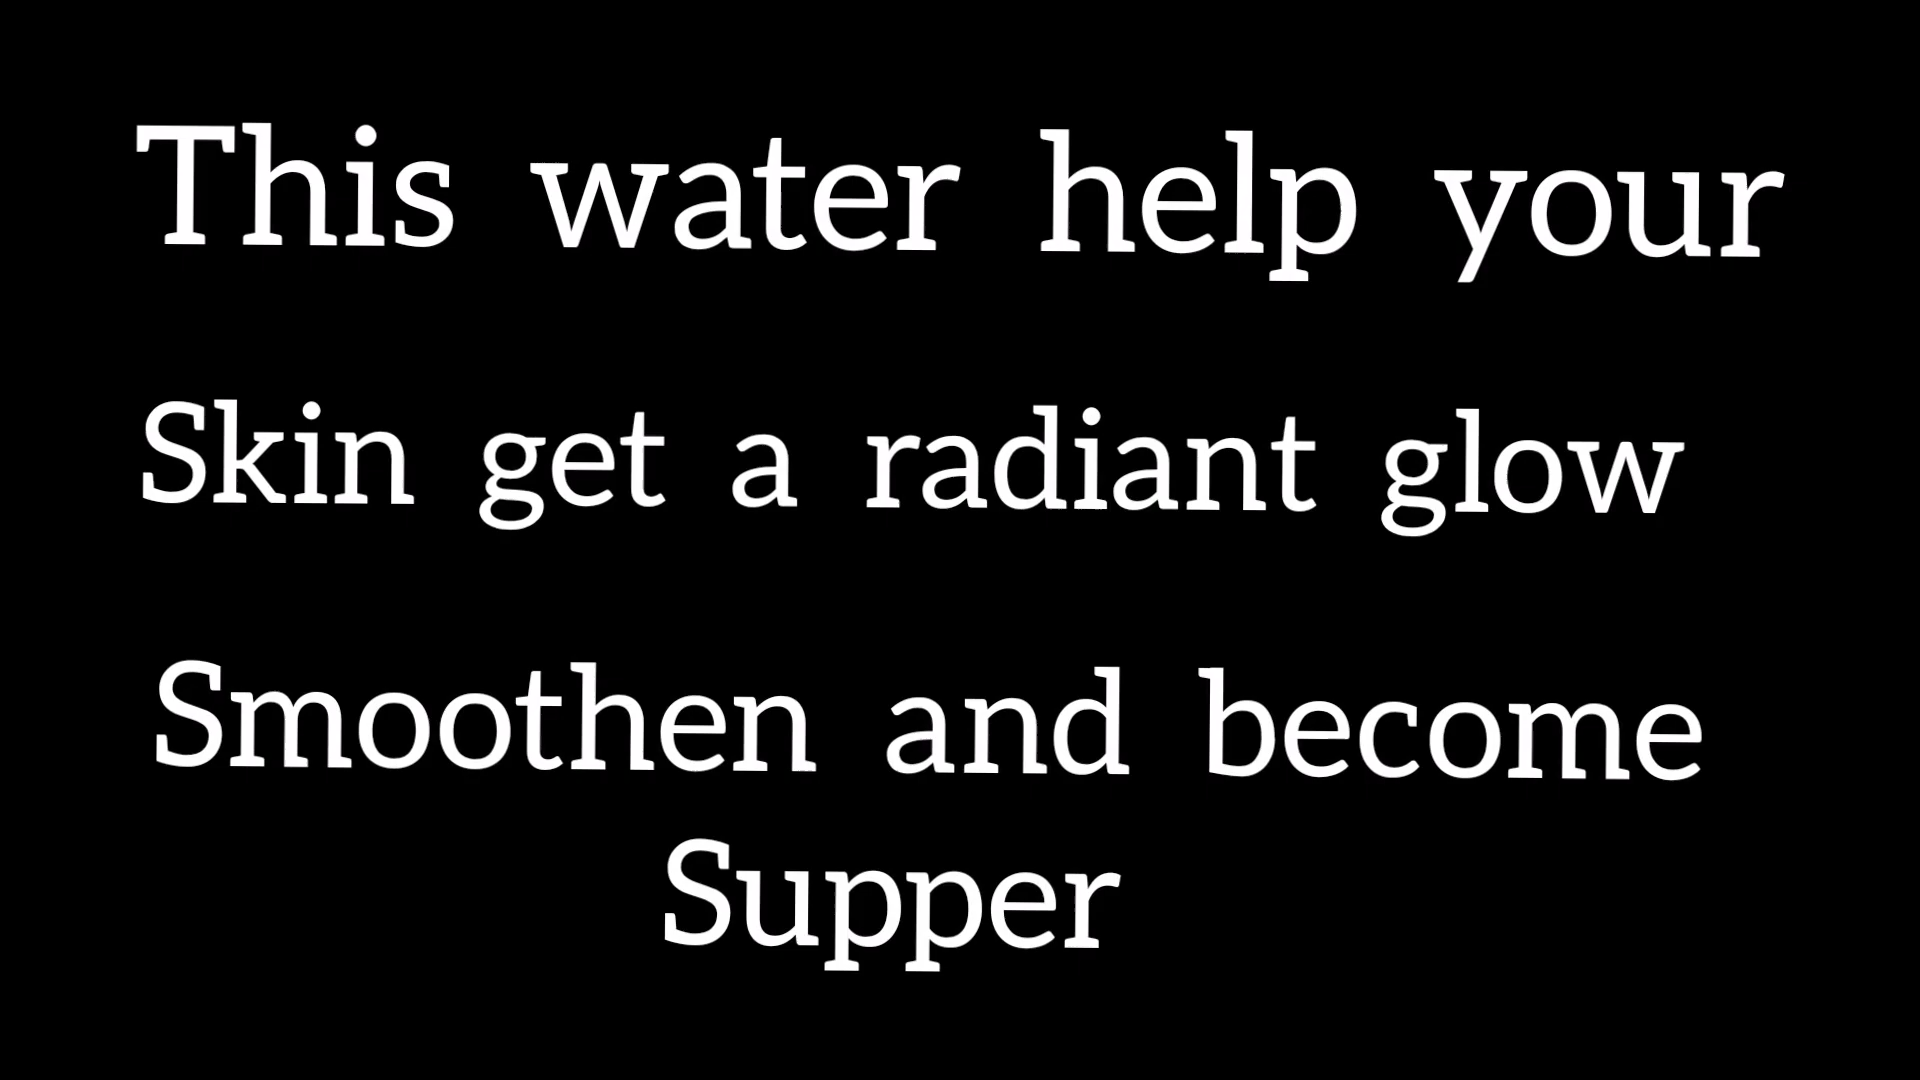 This water help your
Skin get a radiant glow
Smoothen and become
Supper